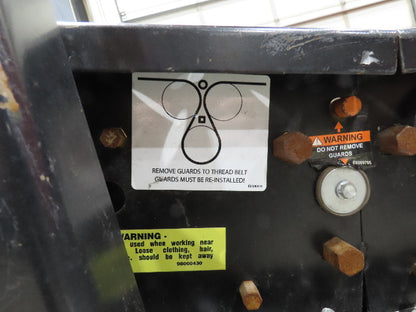 REMOVE GUARDS TO THREAD BELT
GUARDS MUST BE RE-INSTALLED!
WARNING
DO NOT REMOVE
GUARDS
WARNING -
used when working near
Loose clothing, hair,
should be kept away
98000430